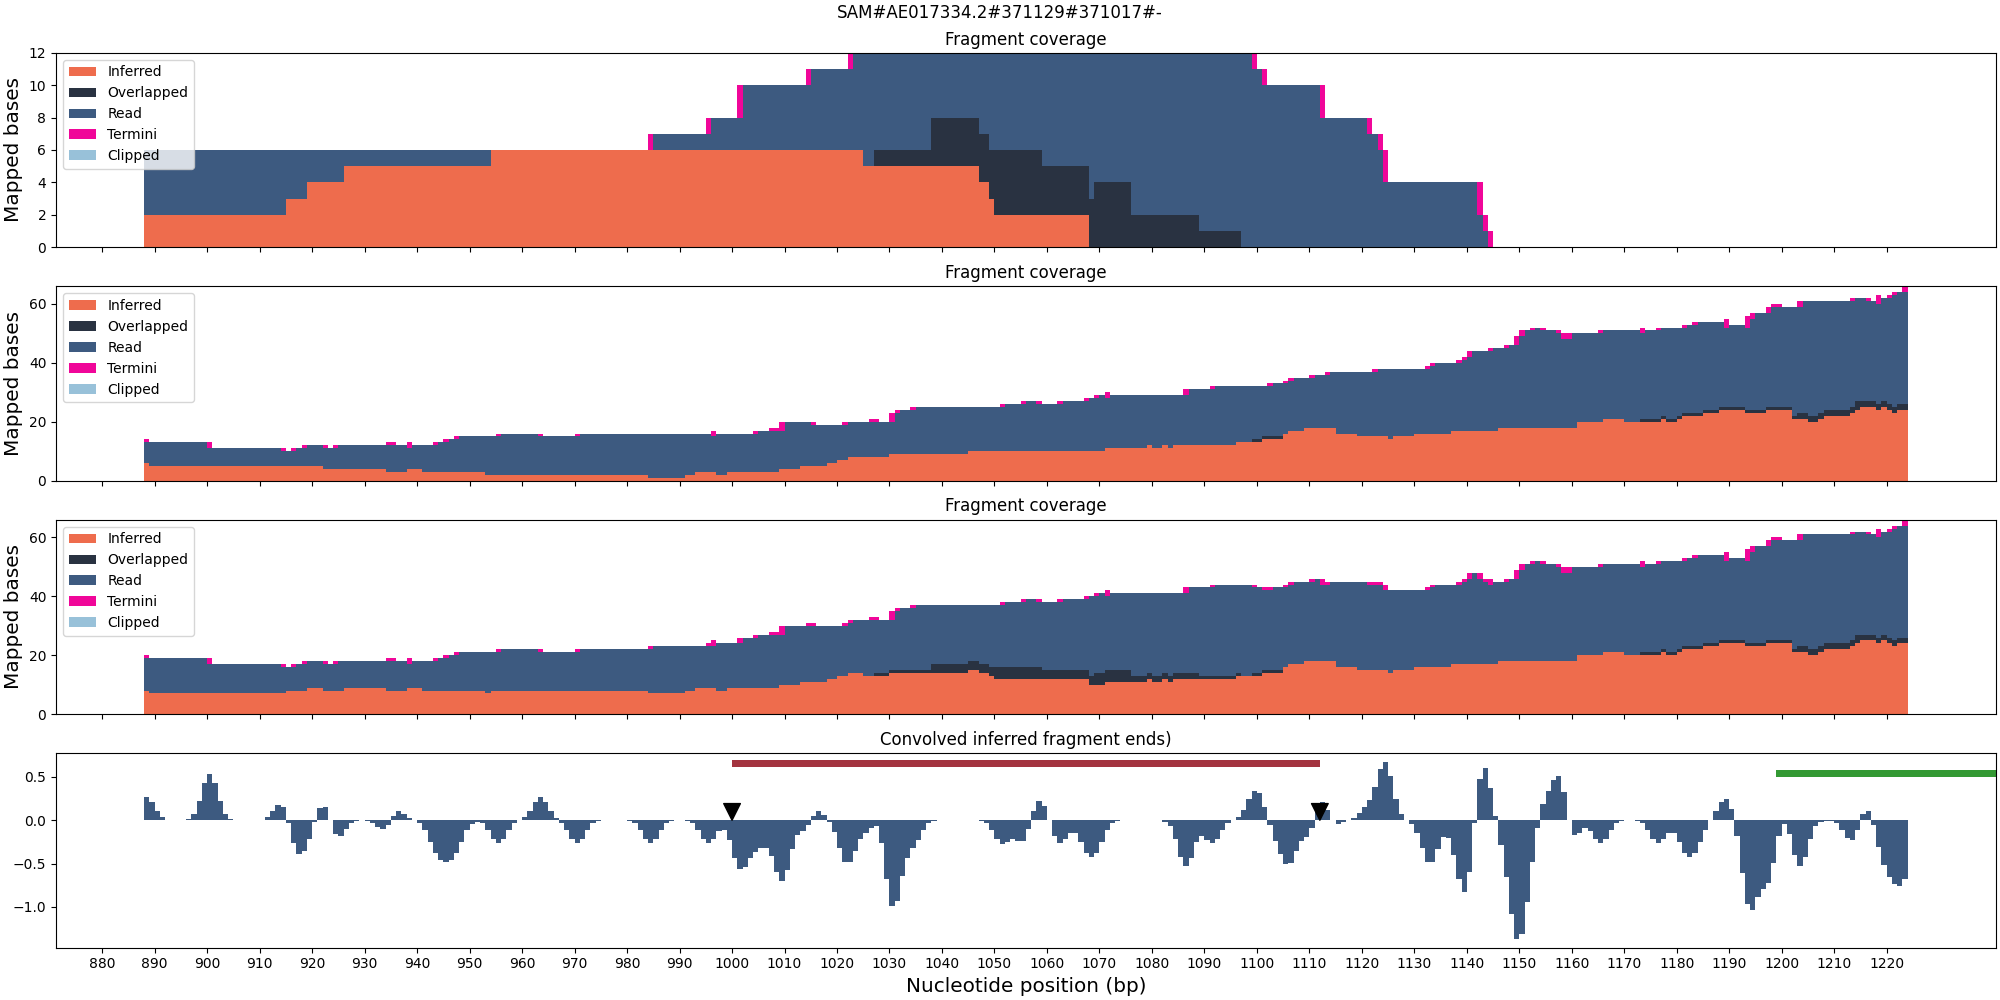 SAM#AE017334.2#371129#371017#-
Fragment coverage
Mapped bases
12
10
8
6
4
2
0
Inferred
Overlapped
Read
Termini
Clipped
Fragment coverage
Mapped bases
60
40
20
0
Inferred
Overlapped
Read
Termini
Clipped
Fragment coverage
Mapped bases
60
40
20
0
Inferred
Overlapped
Read
Termini
Clipped
Convolved inferred fragment ends)
0.5
0.0
−0.5
−1.0
880 890 900 910 920 930 940 950 960 970 980 990 1000 1010 1020 1030 1040 1050 1060 1070 1080 1090 1100 1110 1120 1130 1140 1150 1160 1170 1180 1190 1200 1210 1220
Nucleotide position (bp)